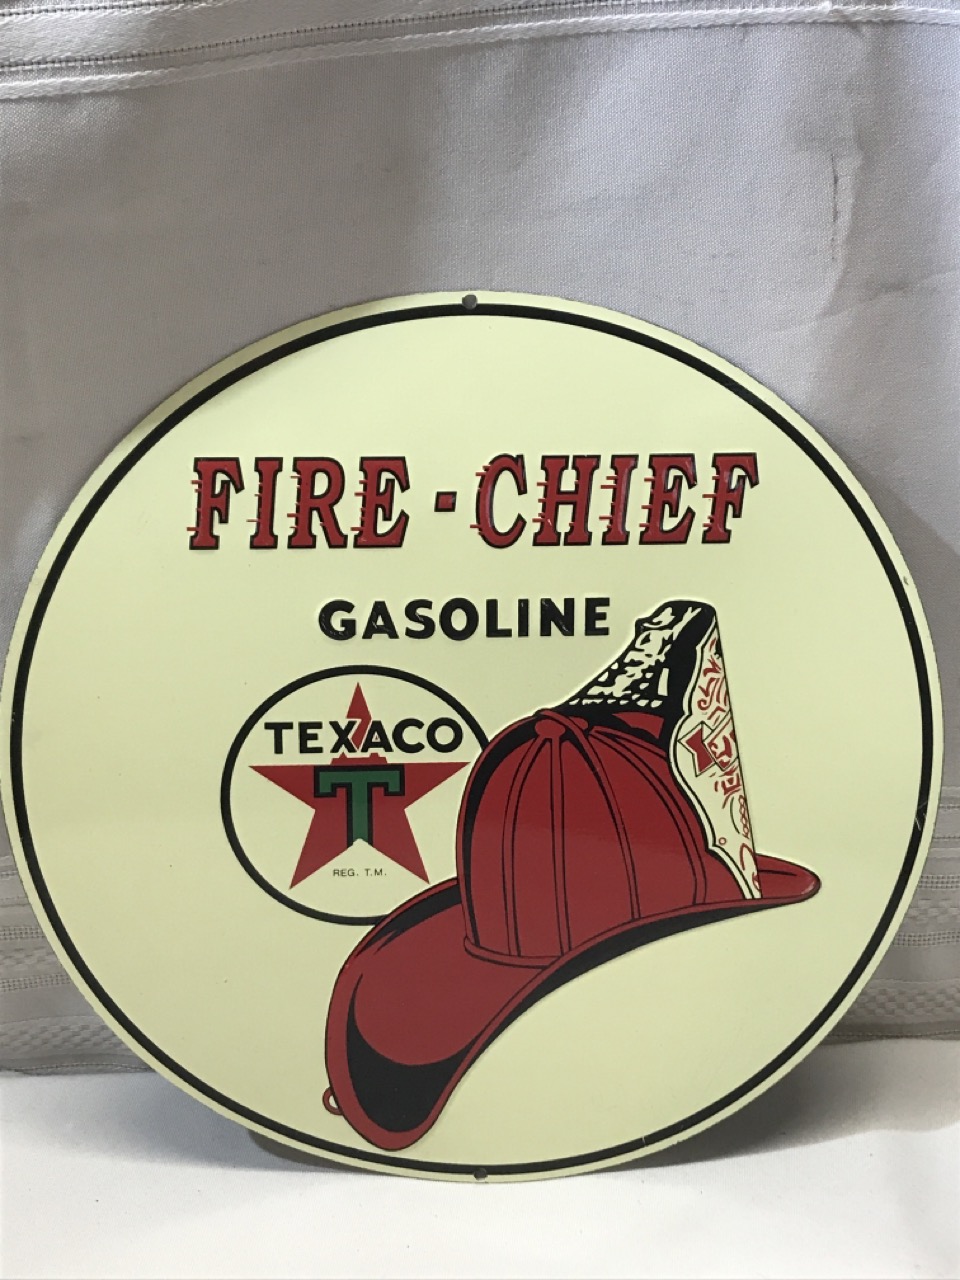 FIRE-CHIEF
GASOLINE
TEXACO
T
REG. T.M.